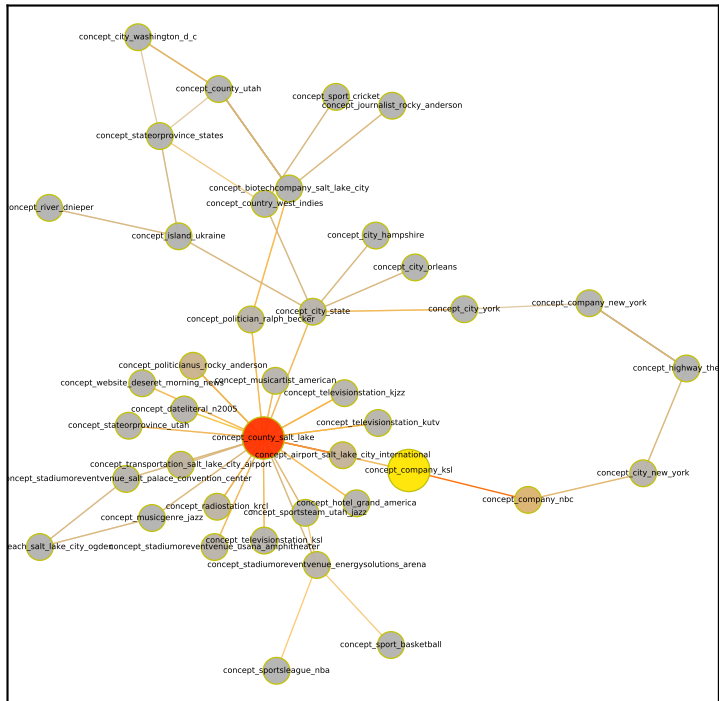 concept_city_washington_d_c
concept_county_utah
concept_sport_cricket
concept_journalist_rocky_anderson
concept_stateorprovince_states
concept_biotechcompany_salt_lake_city
concept_country_west_indies
concept_river_dnieper
concept_island_ukraine
concept_city_hampshire
concept_city_orleans
concept_company_new_york
concept_city_state
concept_city_york
concept_politician_ralph_becker
concept_politicianus_rocky_anderson
concept_highway_the
concept_website_deseret_morning_news
concept_musicartist_american
concept_televisionstation_kjzz
concept_dateliteral_n2005
concept_stateorprovince_utah
concept_televisionstation_kutv
concept_county_salt_lake
concept_airport_salt_lake_city_international
concept_transportation_salt_lake_city_airport
concept_company_ksl
concept_city_new_york
oncept_stadiumoreventvenue_salt_palace_convention_center
concept_company_nbc
concept_hotel_grand_america
concept_radiostation_krcl
concept_sportsteam_utah_jazz
concept_musicgenre_jazz
concept_televisionstation_ksl
each_salt_lake_city_ogden
concept_stadiumoreventvenue_usana_amphitheater
concept_stadiumoreventvenue_energysolutions_arena
concept_sport_basketball
concept_sportsleague_nba